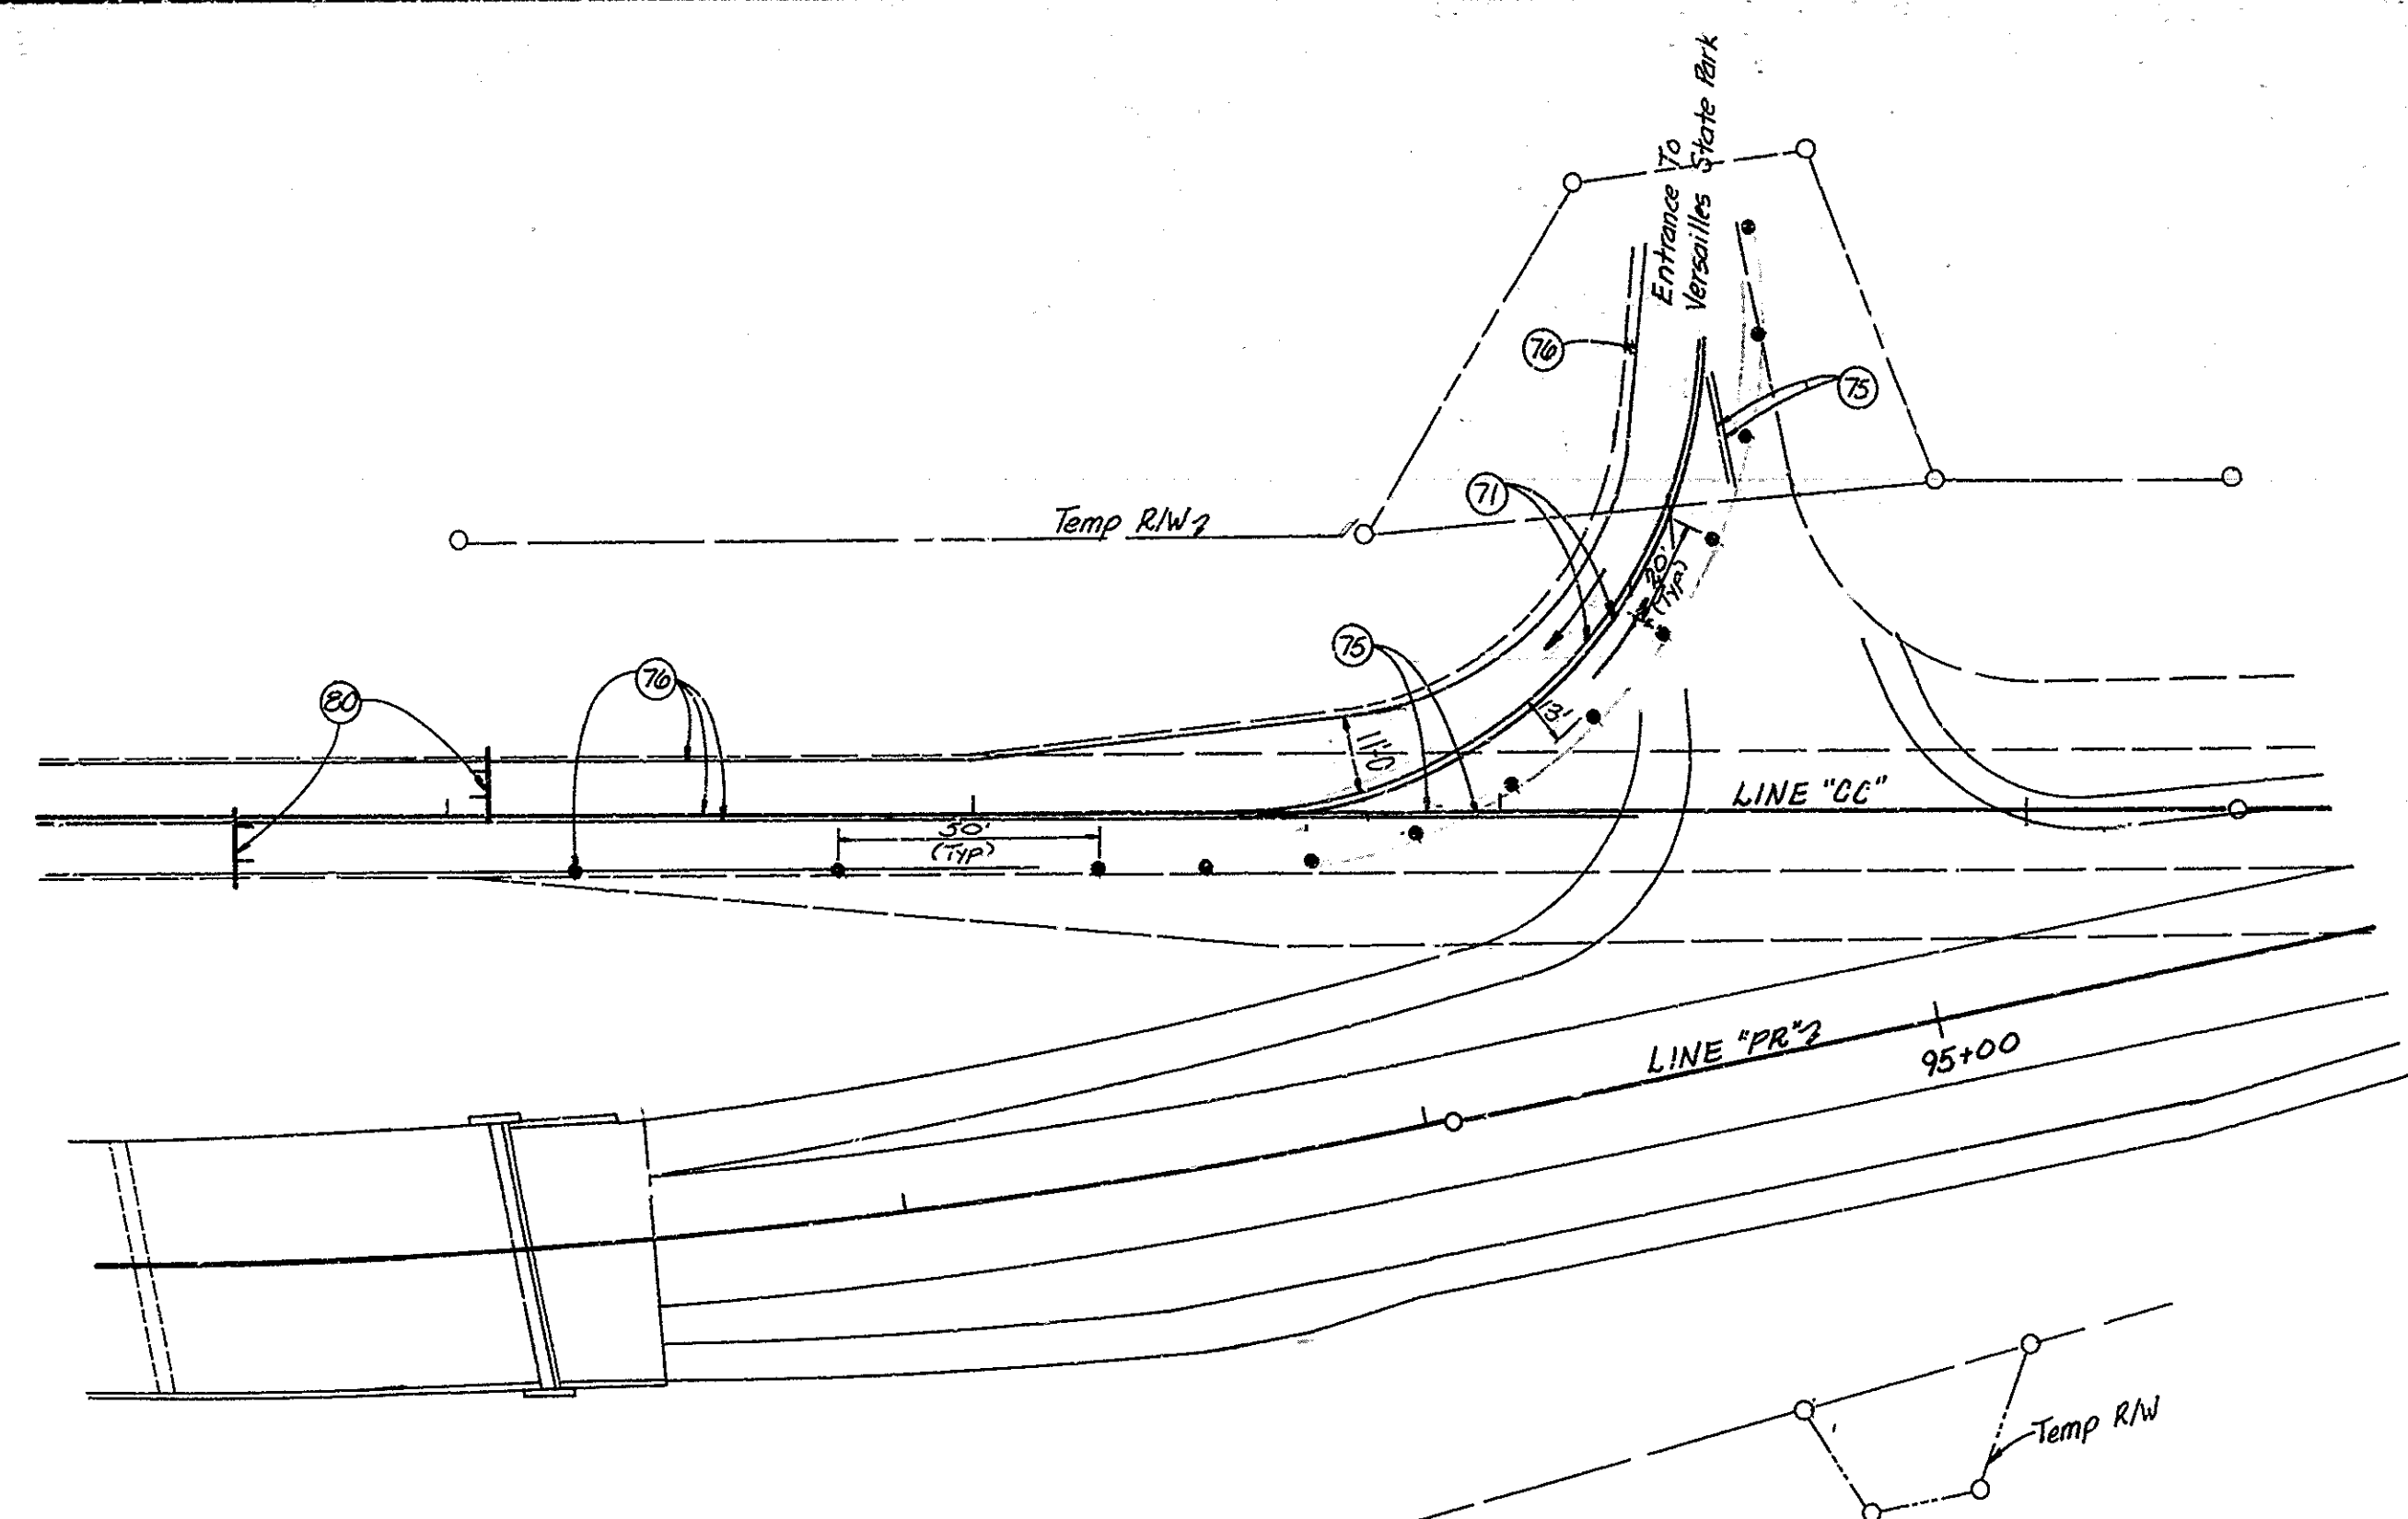 Entrance To
Versailles State Park
76
75
71
Temp R/W
20'
(Typ)
75
76
80
13'
11'-0
LINE "CC"
50'
(TYP)
LINE "PR"
95+00
Temp R/W